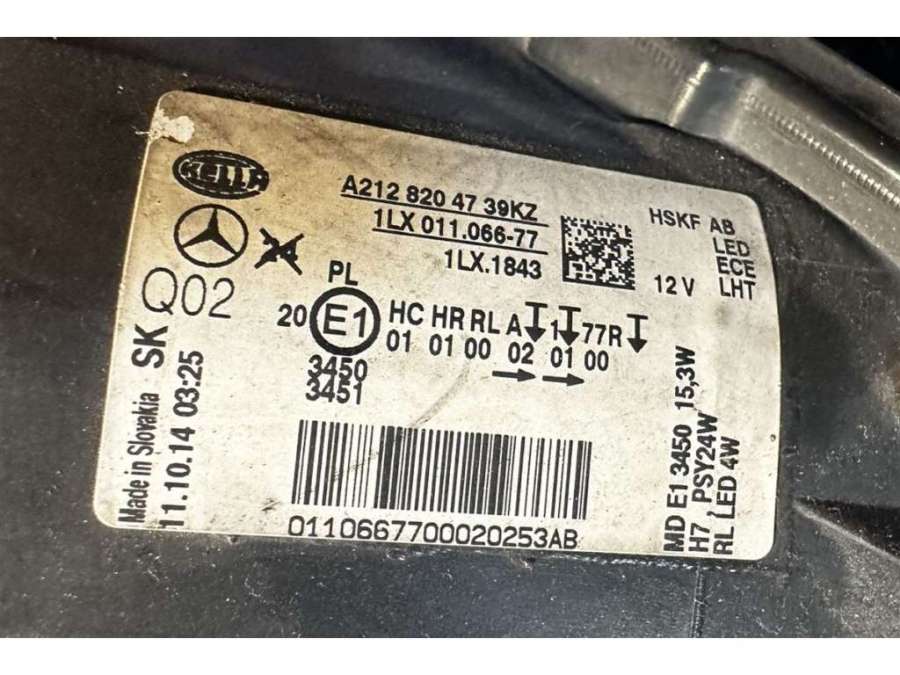 HELLA
A212 820 47 39KZ
1LX 011.066-77
1LX.1843
HSKF AB
LED
ECE
12 V LHT
Q02
PL
20 E1 HC HR RL A 1 77R
01 01 00 02 01 00
3450
3451
Made in Slovakia SK
11.10.14 03:25
0110667700020253AB
MD E1 3450 15,3W
H7, PSY24W
RL LED 4W